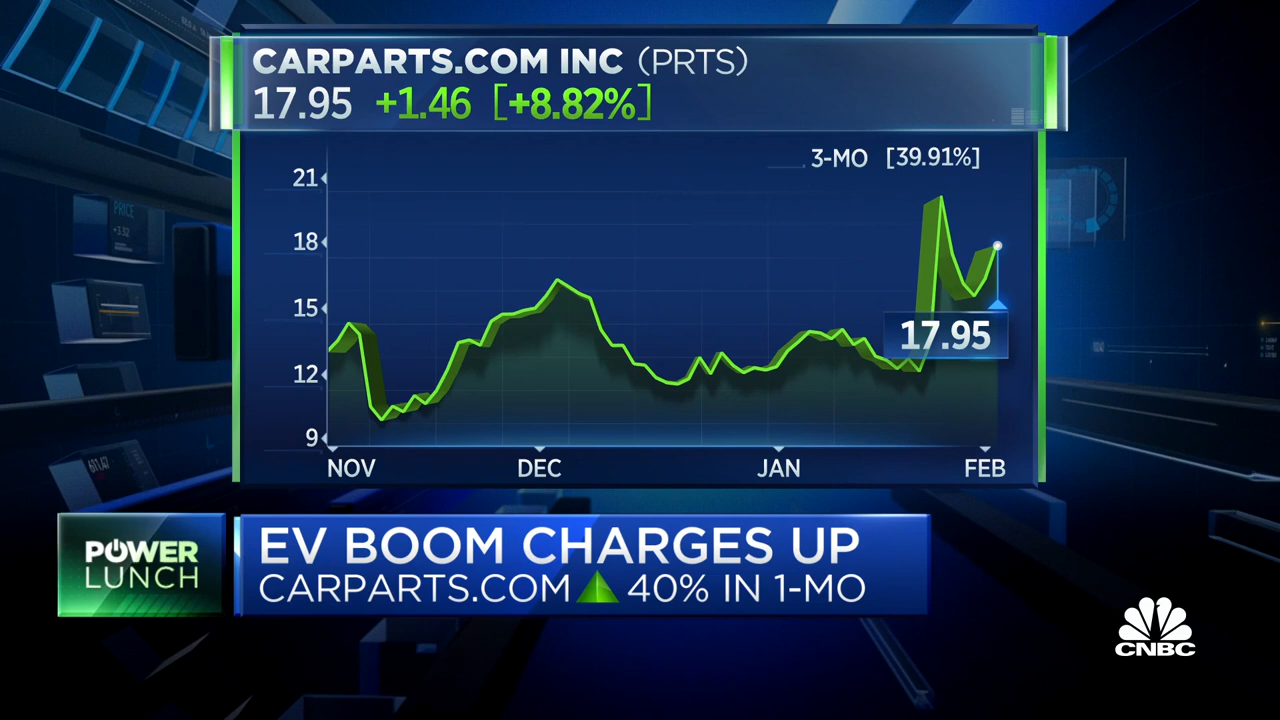 CARPARTS.COM INC (PRTS)
17.95 +1.46 [+8.82%]
3-MO [39.91%]
21
18
15
12
9
17.95
NOV DEC JAN FEB
POWER
LUNCH
EV BOOM CHARGES UP
CARPARTS.COM 40% IN 1-MO
CNBC
PRICE